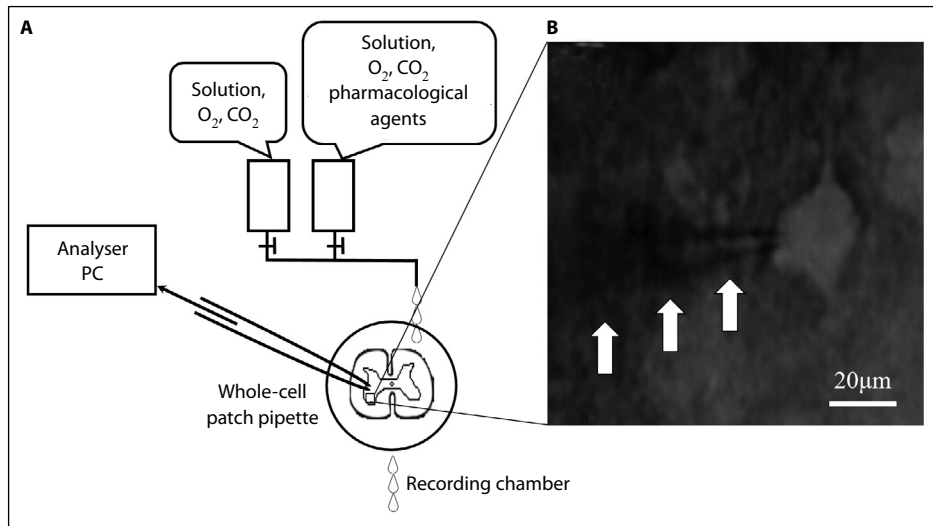 A
Solution,
O₂, CO₂
Solution,
O₂, CO₂
pharmacological
agents
Analyser
PC
Whole-cell
patch pipette
Recording chamber
B
20μm